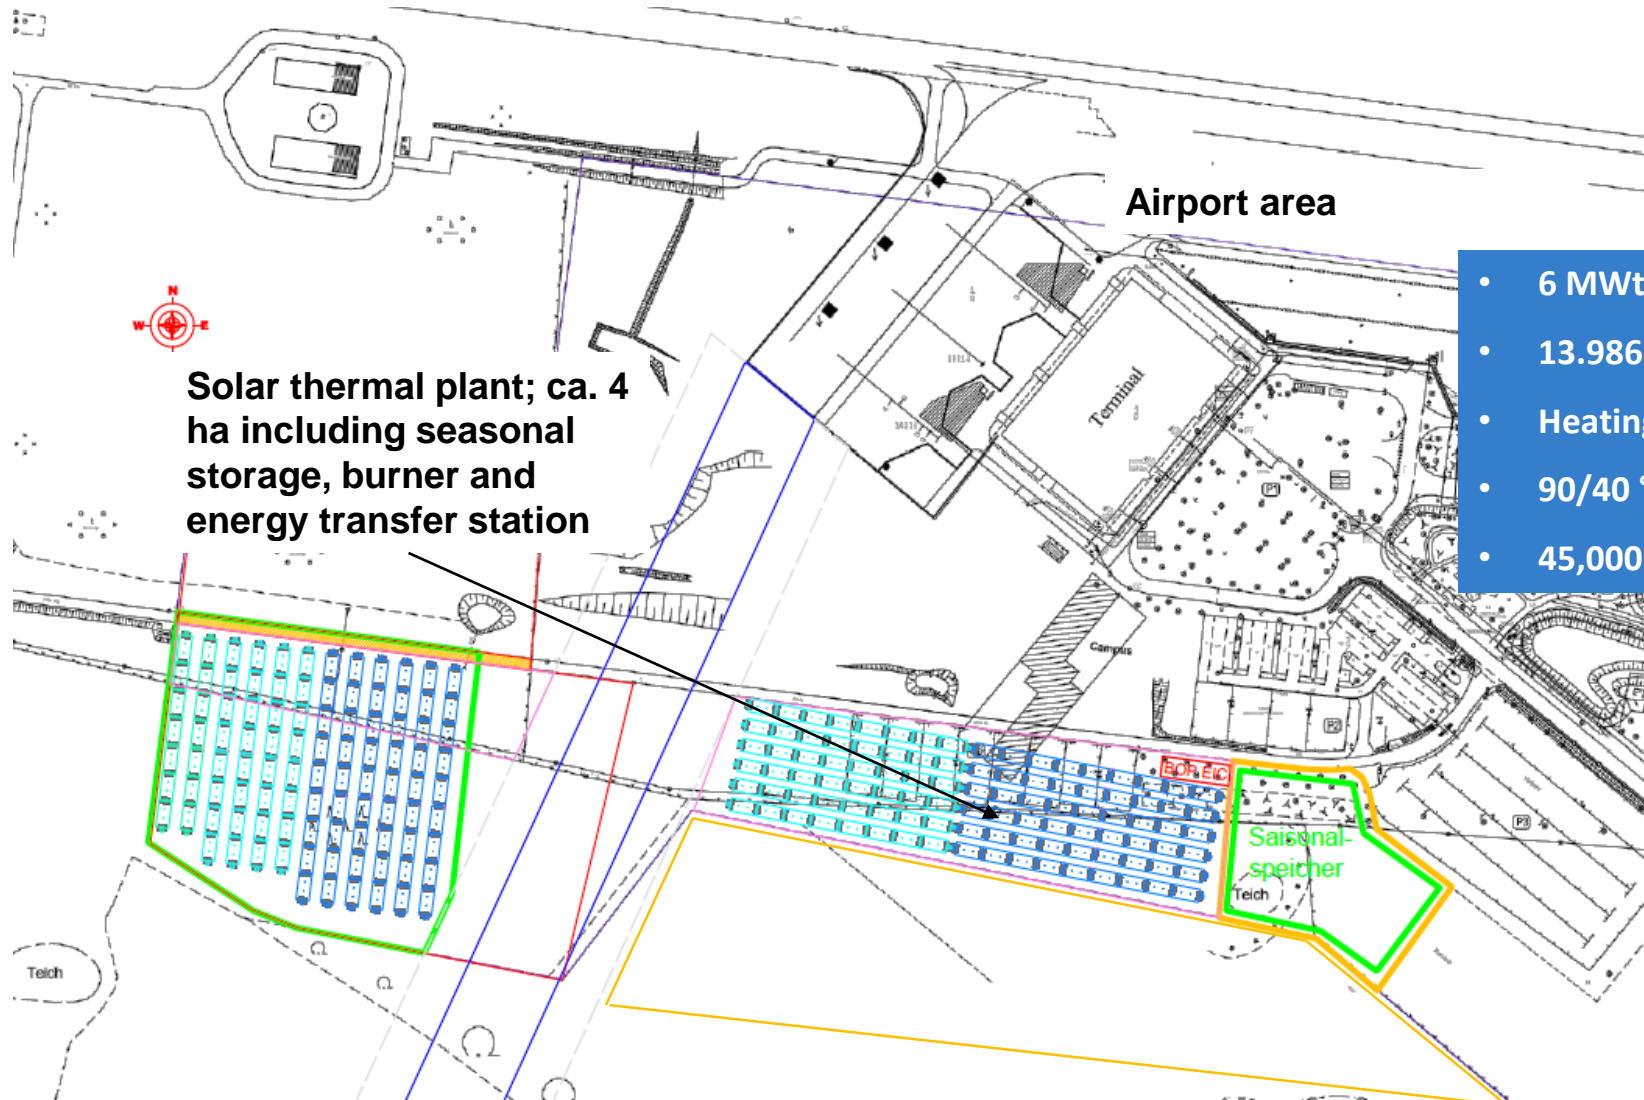 Airport area
• 6 MWt
• 13.986
• Heating
• 90/40 °
• 45,000
N
W E
Solar thermal plant; ca. 4
ha including seasonal
storage, burner and
energy transfer station
Terminal
P1
Campus
P2
BOP EIC
P3
Saisonal-
speicher
Teich
Teich